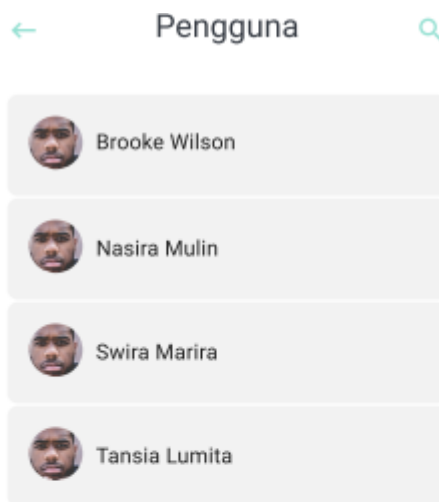 Pengguna
Brooke Wilson
Nasira Mulin
Swira Marira
Tansia Lumita